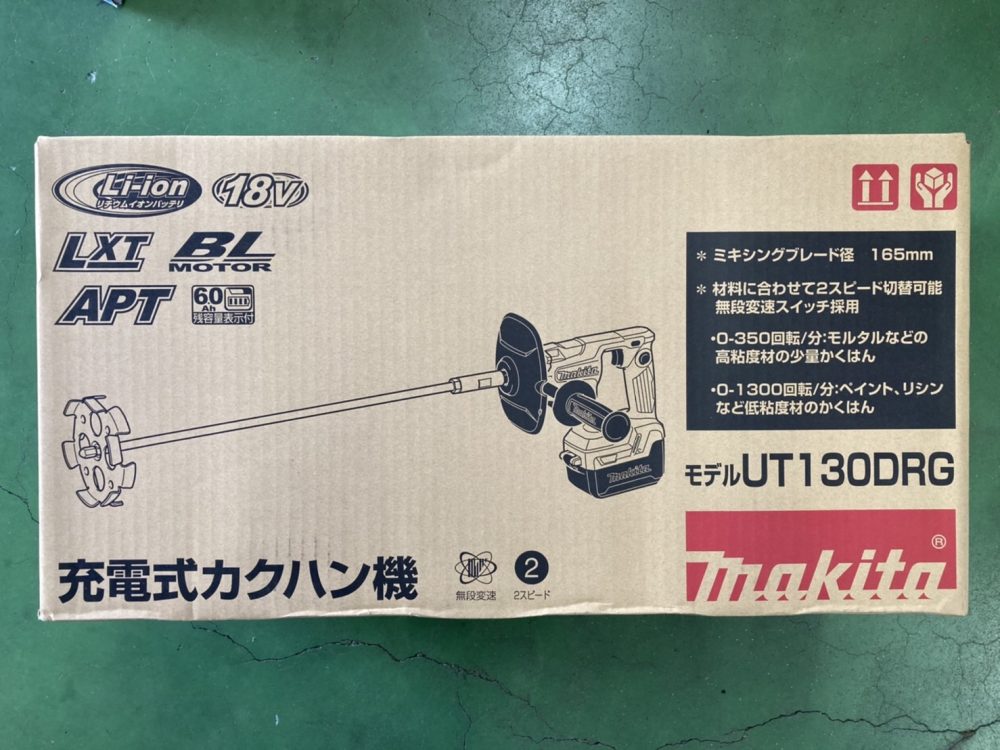 Li-ion
リチウムイオンバッテリ
18V
LXT
BL
MOTOR
APT
6.0
Ah
残容量表示付
* ミキシングブレード径 165mm
* 材料に合わせて2スピード切替可能
無段変速スイッチ採用
・0-350回転/分:モルタルなどの
高粘度材の少量かくはん
・0-1300回転/分:ペイント、リシン
など低粘度材のかくはん
makita
makita
makita
モデルUT130DRG
充電式カクハン機
無段変速
2
2スピード
makita®